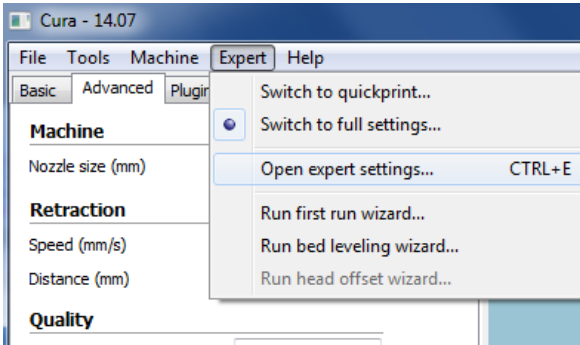 Cura - 14.07
File Tools Machine Expert Help
Basic Advanced Plugin
Switch to quickprint...
Switch to full settings...
Open expert settings... CTRL+E
Run first run wizard...
Run bed leveling wizard...
Run head offset wizard...
Machine
Nozzle size (mm)
Retraction
Speed (mm/s)
Distance (mm)
Quality